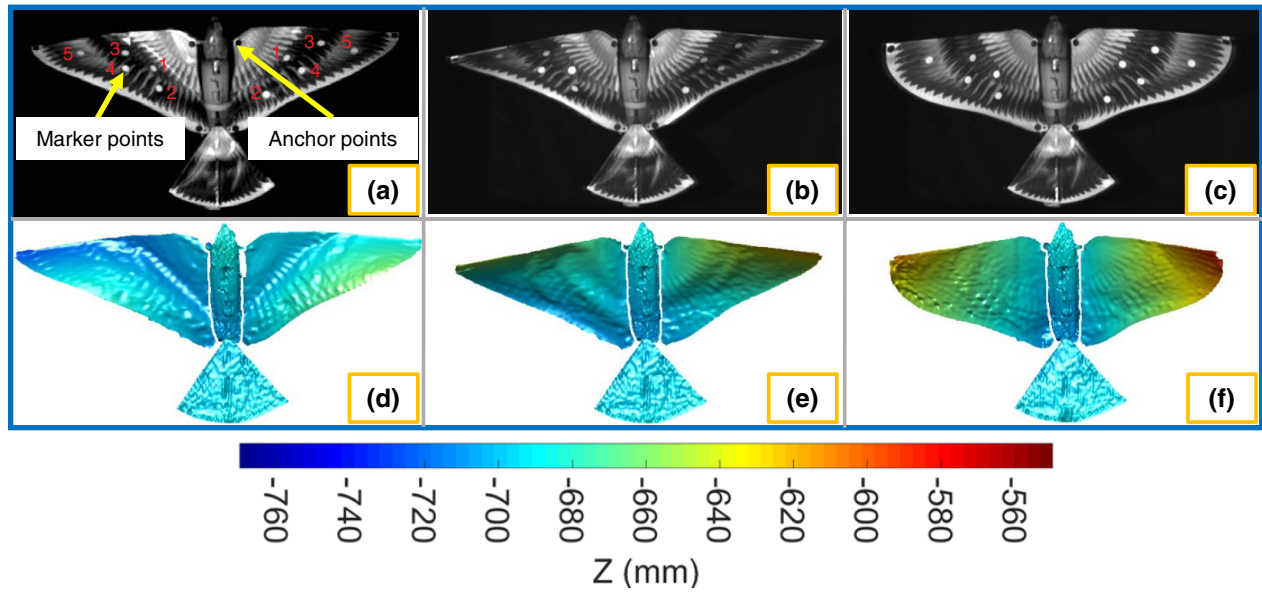 5 3 4 1 2 1 2 3 4 5
Marker points
Anchor points
(a)
(b)
(c)
(d)
(e)
(f)
-760 -740 -720 -700 -680 -660 -640 -620 -600 -580 -560
Z (mm)